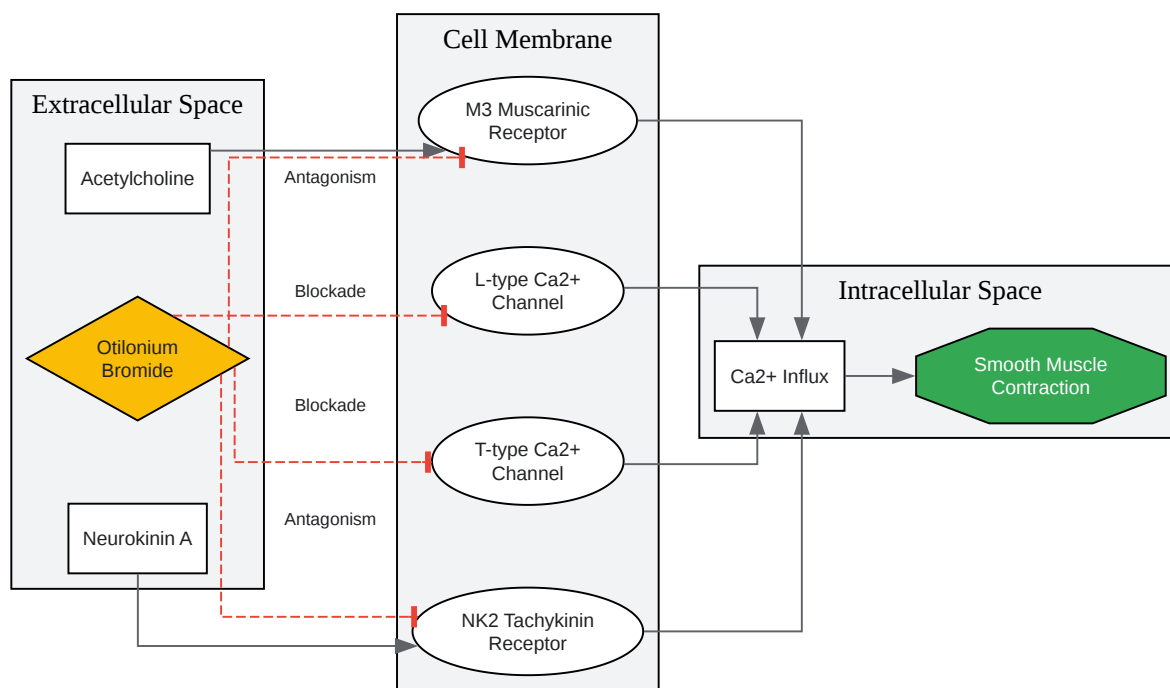 Cell Membrane
Extracellular Space
M3 Muscarinic
Receptor
Acetylcholine
Antagonism
L-type Ca2+
Channel
Blockade
Intracellular Space
Otilonium
Bromide
Ca2+ Influx
Smooth Muscle
Contraction
Blockade
T-type Ca2+
Channel
Antagonism
Neurokinin A
NK2 Tachykinin
Receptor